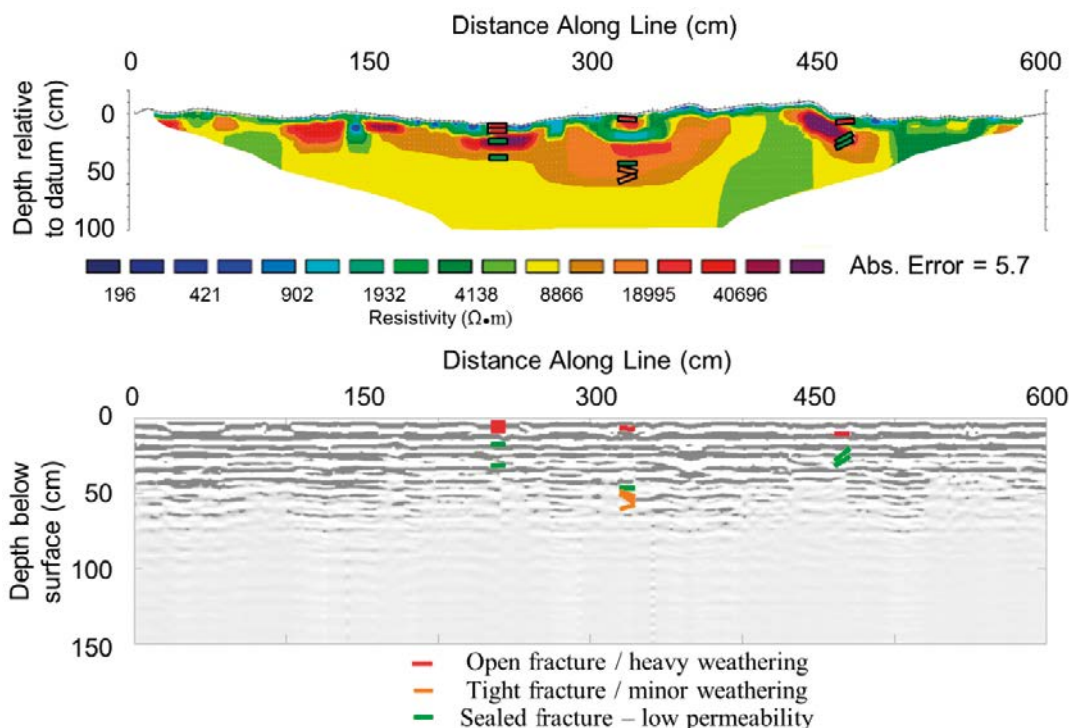 Distance Along Line (cm)
0 150 300 450 600
Depth relative
to datum (cm)
0
50
100
196 421 902 1932 4138 8866 18995 40696
Abs. Error = 5.7
Resistivity (Ω•m)
Distance Along Line (cm)
0 150 300 450 600
Depth below
surface (cm)
0
50
100
150
Open fracture / heavy weathering
Tight fracture / minor weathering
Sealed fracture – low permeability